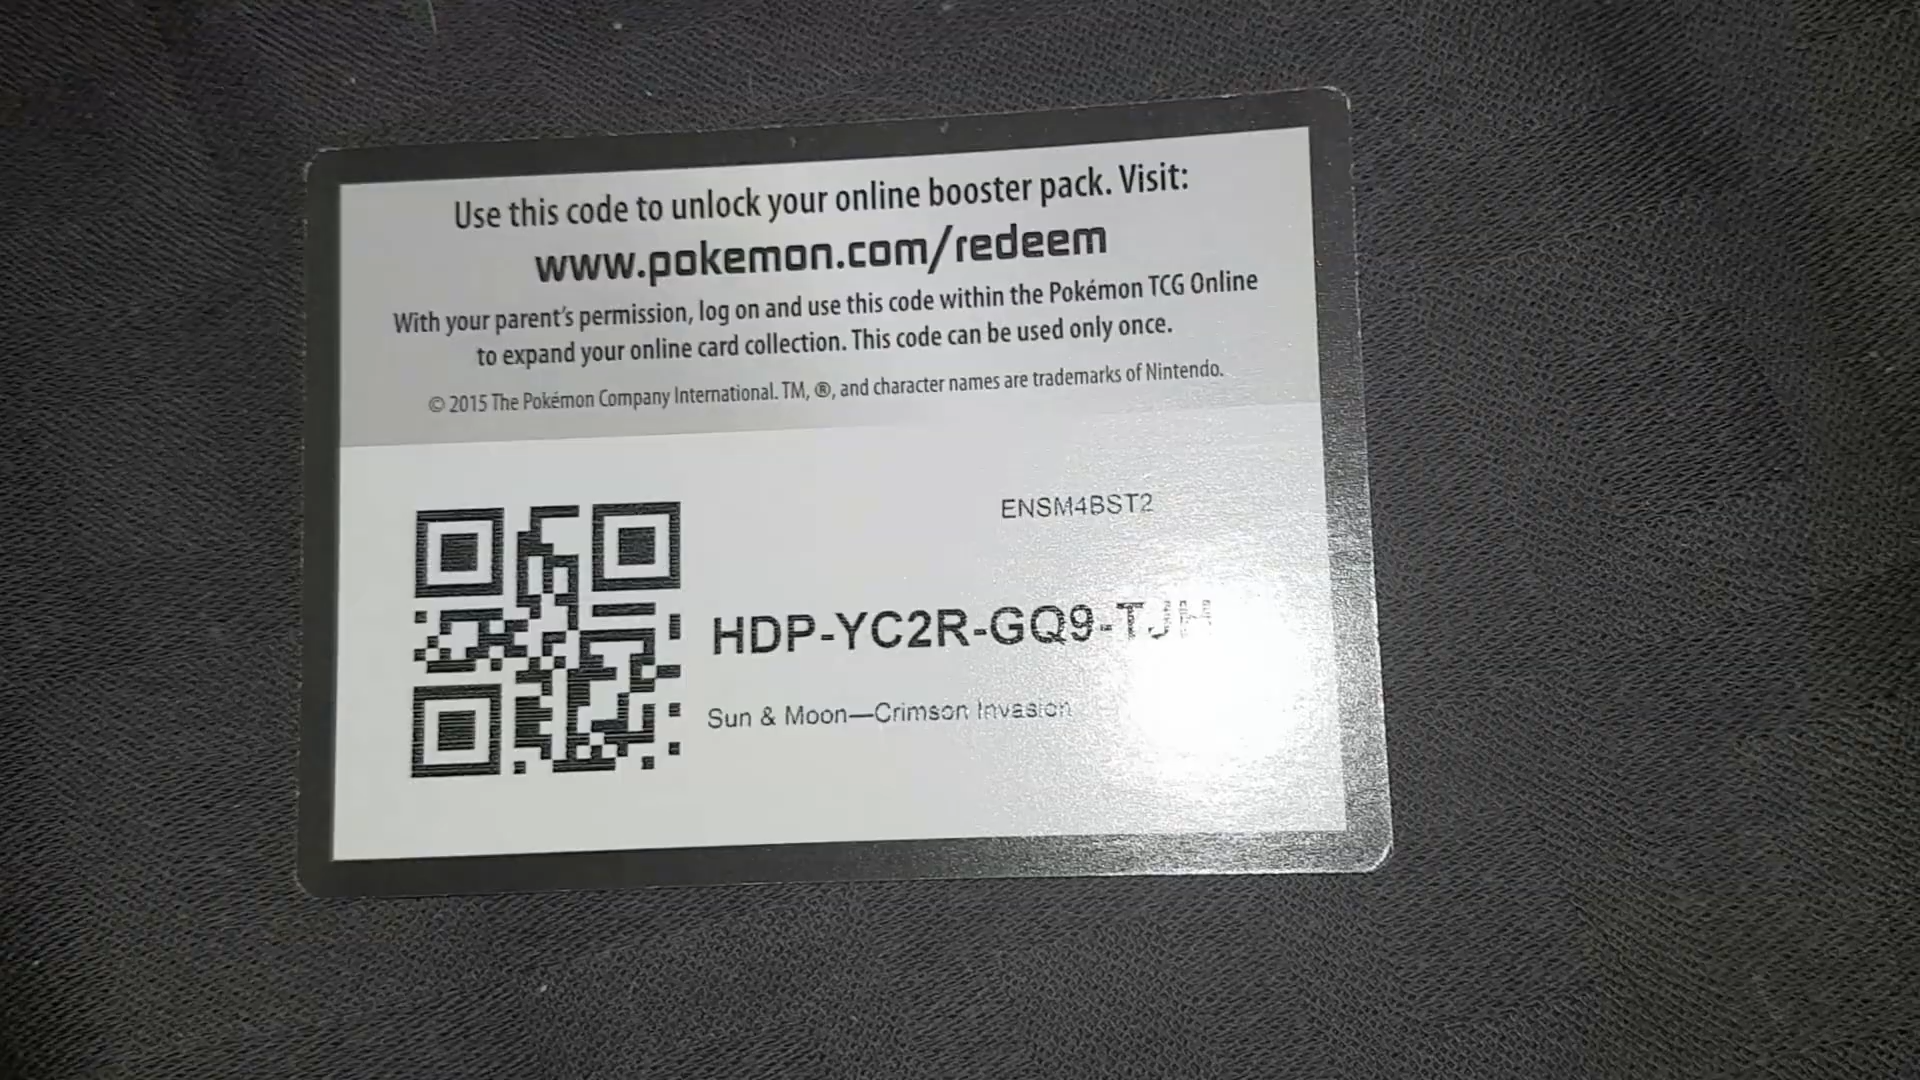 Use this code to unlock your online booster pack. Visit:
www.pokemon.com/redeem
With your parent's permission, log on and use this code within the Pokémon TCG Online
to expand your online card collection. This code can be used only once.
© 2015 The Pokémon Company International. TM, ®, and character names are trademarks of Nintendo.
ENSM4BST2
HDP-YC2R-GQ9-TJH
Sun & Moon—Crimson Invasion